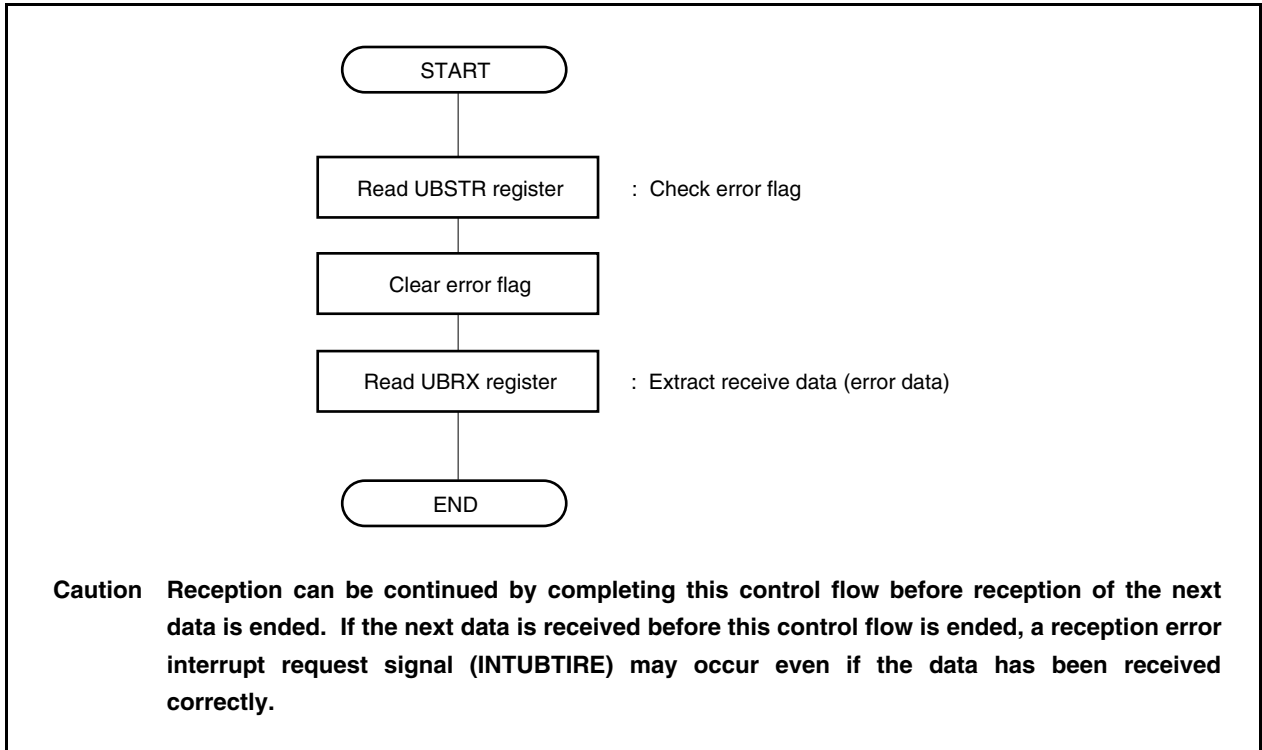 START
Read UBSTR register : Check error flag
Clear error flag
Read UBRX register : Extract receive data (error data)
END
Caution Reception can be continued by completing this control flow before reception of the next
data is ended. If the next data is received before this control flow is ended, a reception error
interrupt request signal (INTUBTIRE) may occur even if the data has been received
correctly.